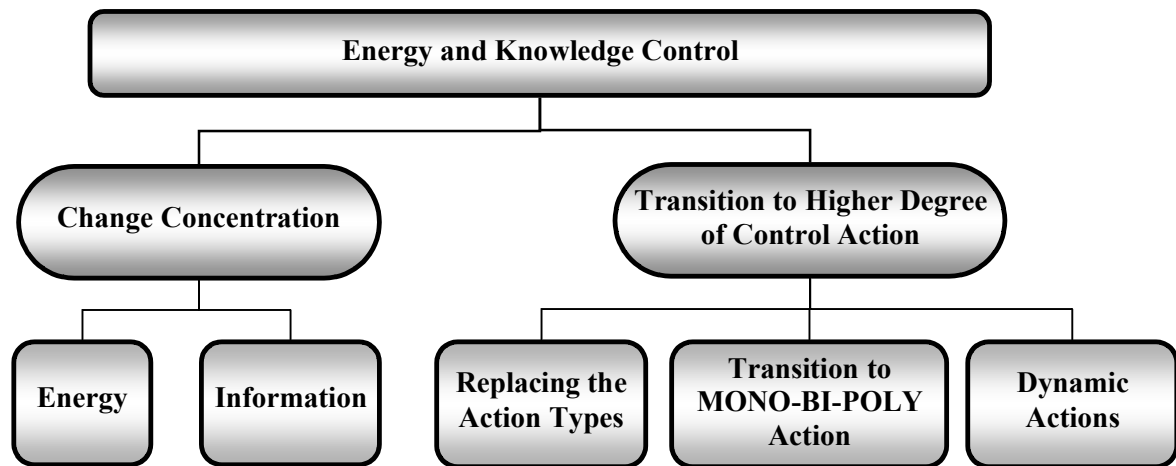 Energy and Knowledge Control
Change Concentration
Transition to Higher Degree
of Control Action
Energy
Information
Replacing the
Action Types
Transition to
MONO-BI-POLY
Action
Dynamic
Actions